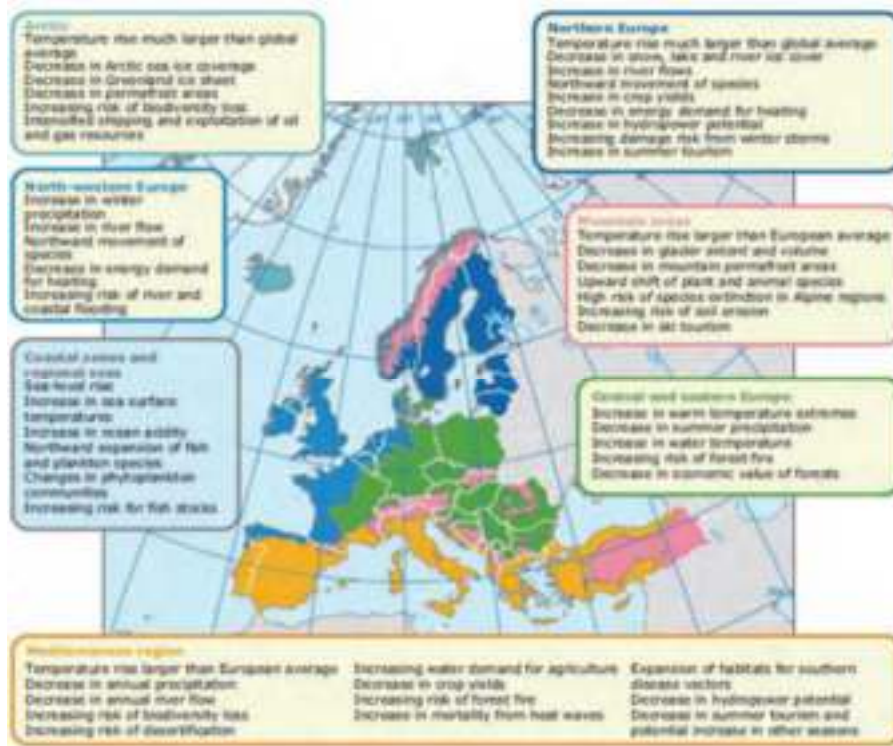 Arctic
Temperature rise much larger than global
average
Decrease in Arctic sea ice coverage
Decrease in Greenland ice sheet
Decrease in permafrost areas
Increasing risk of biodiversity loss
Intensified shipping and exploitation of oil
and gas resources
Northern Europe
Temperature rise much larger than global average
Decrease in snow, lake and river ice cover
Increase in river flows
Northward movement of species
Increase in crop yields
Decrease in energy demand for heating
Increase in hydropower potential
Increasing damage risk from winter storms
Increase in summer tourism
North-western Europe
Increase in winter
precipitation
Increase in river flow
Northward movement of
species
Decrease in energy demand
for heating
Increasing risk of river and
coastal flooding
Mountain areas
Temperature rise larger than European average
Decrease in glacier extent and volume
Decrease in mountain permafrost areas
Upward shift of plant and animal species
High risk of species extinction in Alpine regions
Increasing risk of soil erosion
Decrease in ski tourism
Coastal zones and
regional seas
Sea-level rise
Increase in sea surface
temperatures
Increase in ocean acidity
Northward expansion of fish
and plankton species
Changes in phytoplankton
communities
Increasing risk for fish stocks
Central and eastern Europe
Increase in warm temperature extremes
Decrease in summer precipitation
Increase in water temperature
Increasing risk of forest fire
Decrease in economic value of forests
Mediterranean region
Temperature rise larger than European average
Decrease in annual precipitation
Decrease in annual river flow
Increasing risk of biodiversity loss
Increasing risk of desertification
Increasing water demand for agriculture
Decrease in crop yields
Increasing risk of forest fire
Increase in mortality from heat waves
Expansion of habitats for southern
disease vectors
Decrease in hydropower potential
Decrease in summer tourism and
potential increase in other seasons